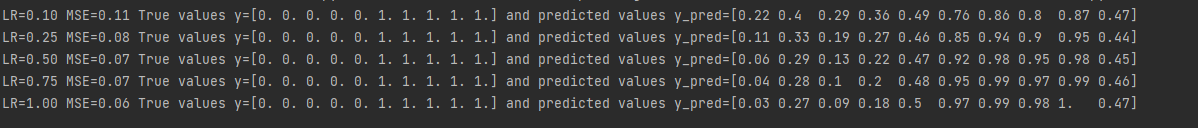 LR=0.10 MSE=0.11 True values y=[0. 0. 0. 0. 0. 1. 1. 1. 1. 1.] and predicted values y_pred=[0.22 0.4  0.29 0.36 0.49 0.76 0.86 0.8  0.87 0.47]
LR=0.25 MSE=0.08 True values y=[0. 0. 0. 0. 0. 1. 1. 1. 1. 1.] and predicted values y_pred=[0.11 0.33 0.19 0.27 0.46 0.85 0.94 0.9  0.95 0.44]
LR=0.50 MSE=0.07 True values y=[0. 0. 0. 0. 0. 1. 1. 1. 1. 1.] and predicted values y_pred=[0.06 0.29 0.13 0.22 0.47 0.92 0.98 0.95 0.98 0.45]
LR=0.75 MSE=0.07 True values y=[0. 0. 0. 0. 0. 1. 1. 1. 1. 1.] and predicted values y_pred=[0.04 0.28 0.1  0.2  0.48 0.95 0.99 0.97 0.99 0.46]
LR=1.00 MSE=0.06 True values y=[0. 0. 0. 0. 0. 1. 1. 1. 1. 1.] and predicted values y_pred=[0.03 0.27 0.09 0.18 0.5  0.97 0.99 0.98 1.   0.47]